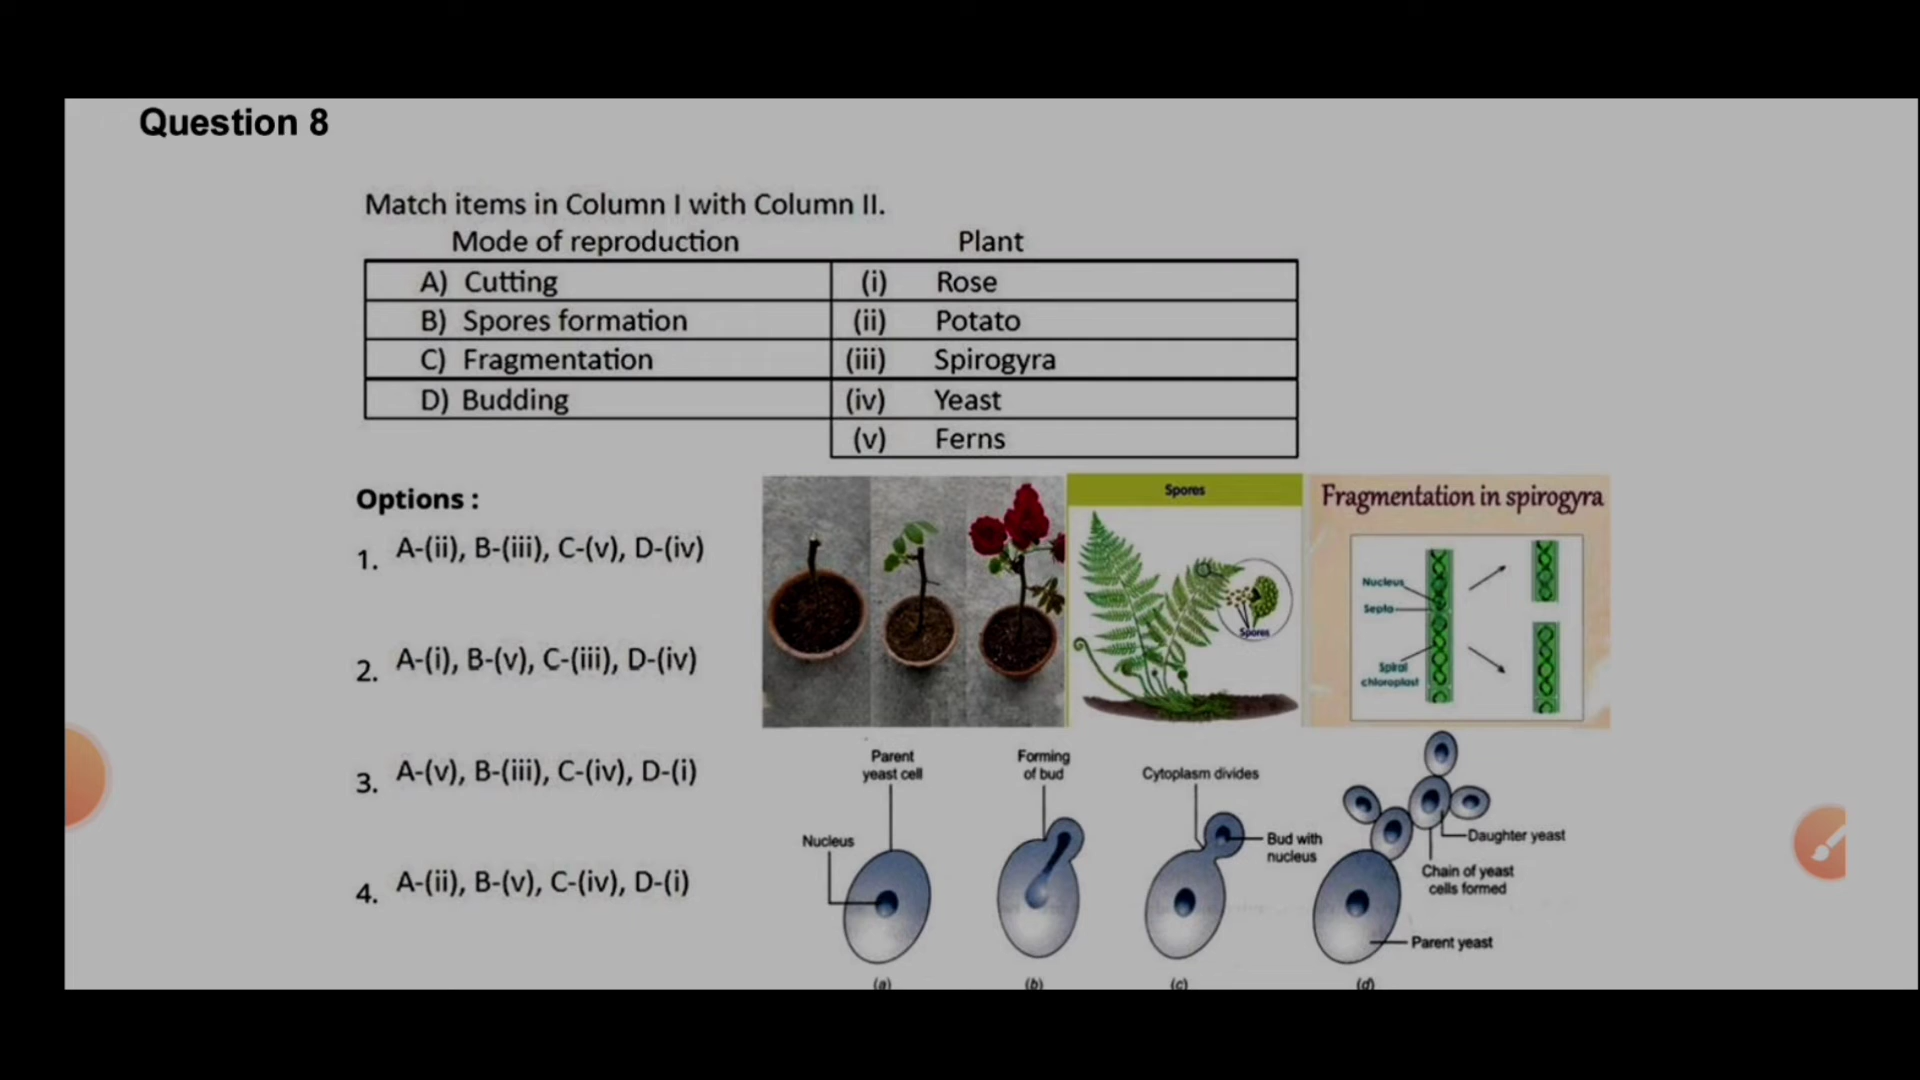 Question 8
Match items in Column I with Column II.
Mode of reproduction Plant
A) Cutting (i) Rose
B) Spores formation (ii) Potato
C) Fragmentation (iii) Spirogyra
D) Budding (iv) Yeast
(v) Ferns
Options :
1. A-(ii), B-(iii), C-(v), D-(iv)
2. A-(i), B-(v), C-(iii), D-(iv)
3. A-(v), B-(iii), C-(iv), D-(i)
4. A-(ii), B-(v), C-(iv), D-(i)
Spores
Spores
Fragmentation in spirogyra
Nucleus
Septa
Spiral
chloroplast
Parent
yeast cell
Forming
of bud
Cytoplasm divides
Nucleus
Bud with
nucleus
Daughter yeast
Chain of yeast
cells formed
Parent yeast
(a) (b) (c) (d)